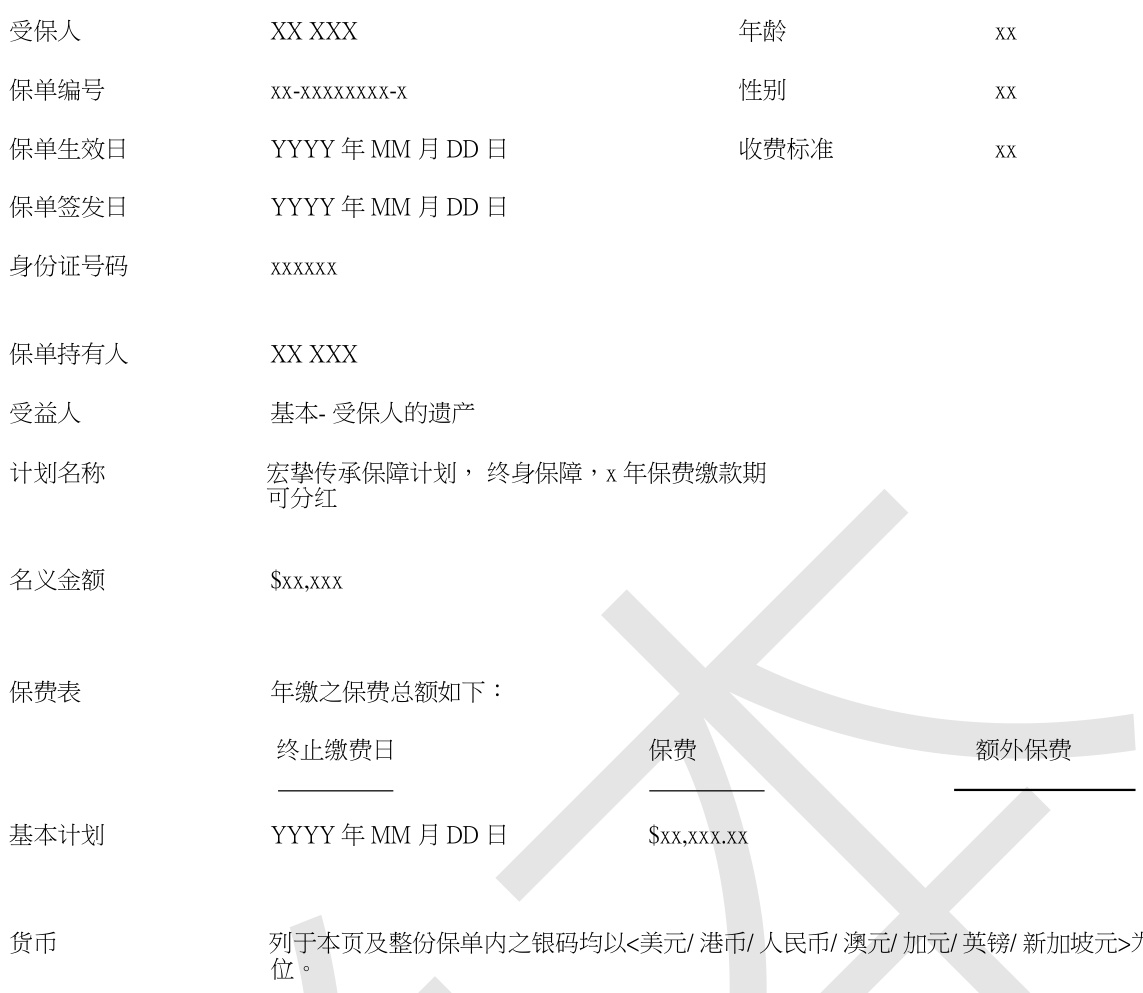 受保人 XX XXX 年龄 xx
保单编号 xx-xxxxxxxx-x 性别 xx
保单生效日 YYYY 年 MM 月 DD 日 收费标准 xx
保单签发日 YYYY 年 MM 月 DD 日
身份证号码 xxxxxx
保单持有人 XX XXX
受益人 基本- 受保人的遗产
计划名称 宏挚传承保障计划， 终身保障，x 年保费缴款期
可分红
名义金额 $xx,xxx
保费表 年缴之保费总额如下：
终止缴费日 保费 额外保费
基本计划 YYYY 年 MM 月 DD 日 $xx,xxx.xx
货币 列于本页及整份保单内之银码均以<美元/ 港币/ 人民币/ 澳元/ 加元/ 英镑/ 新加坡元>
位。